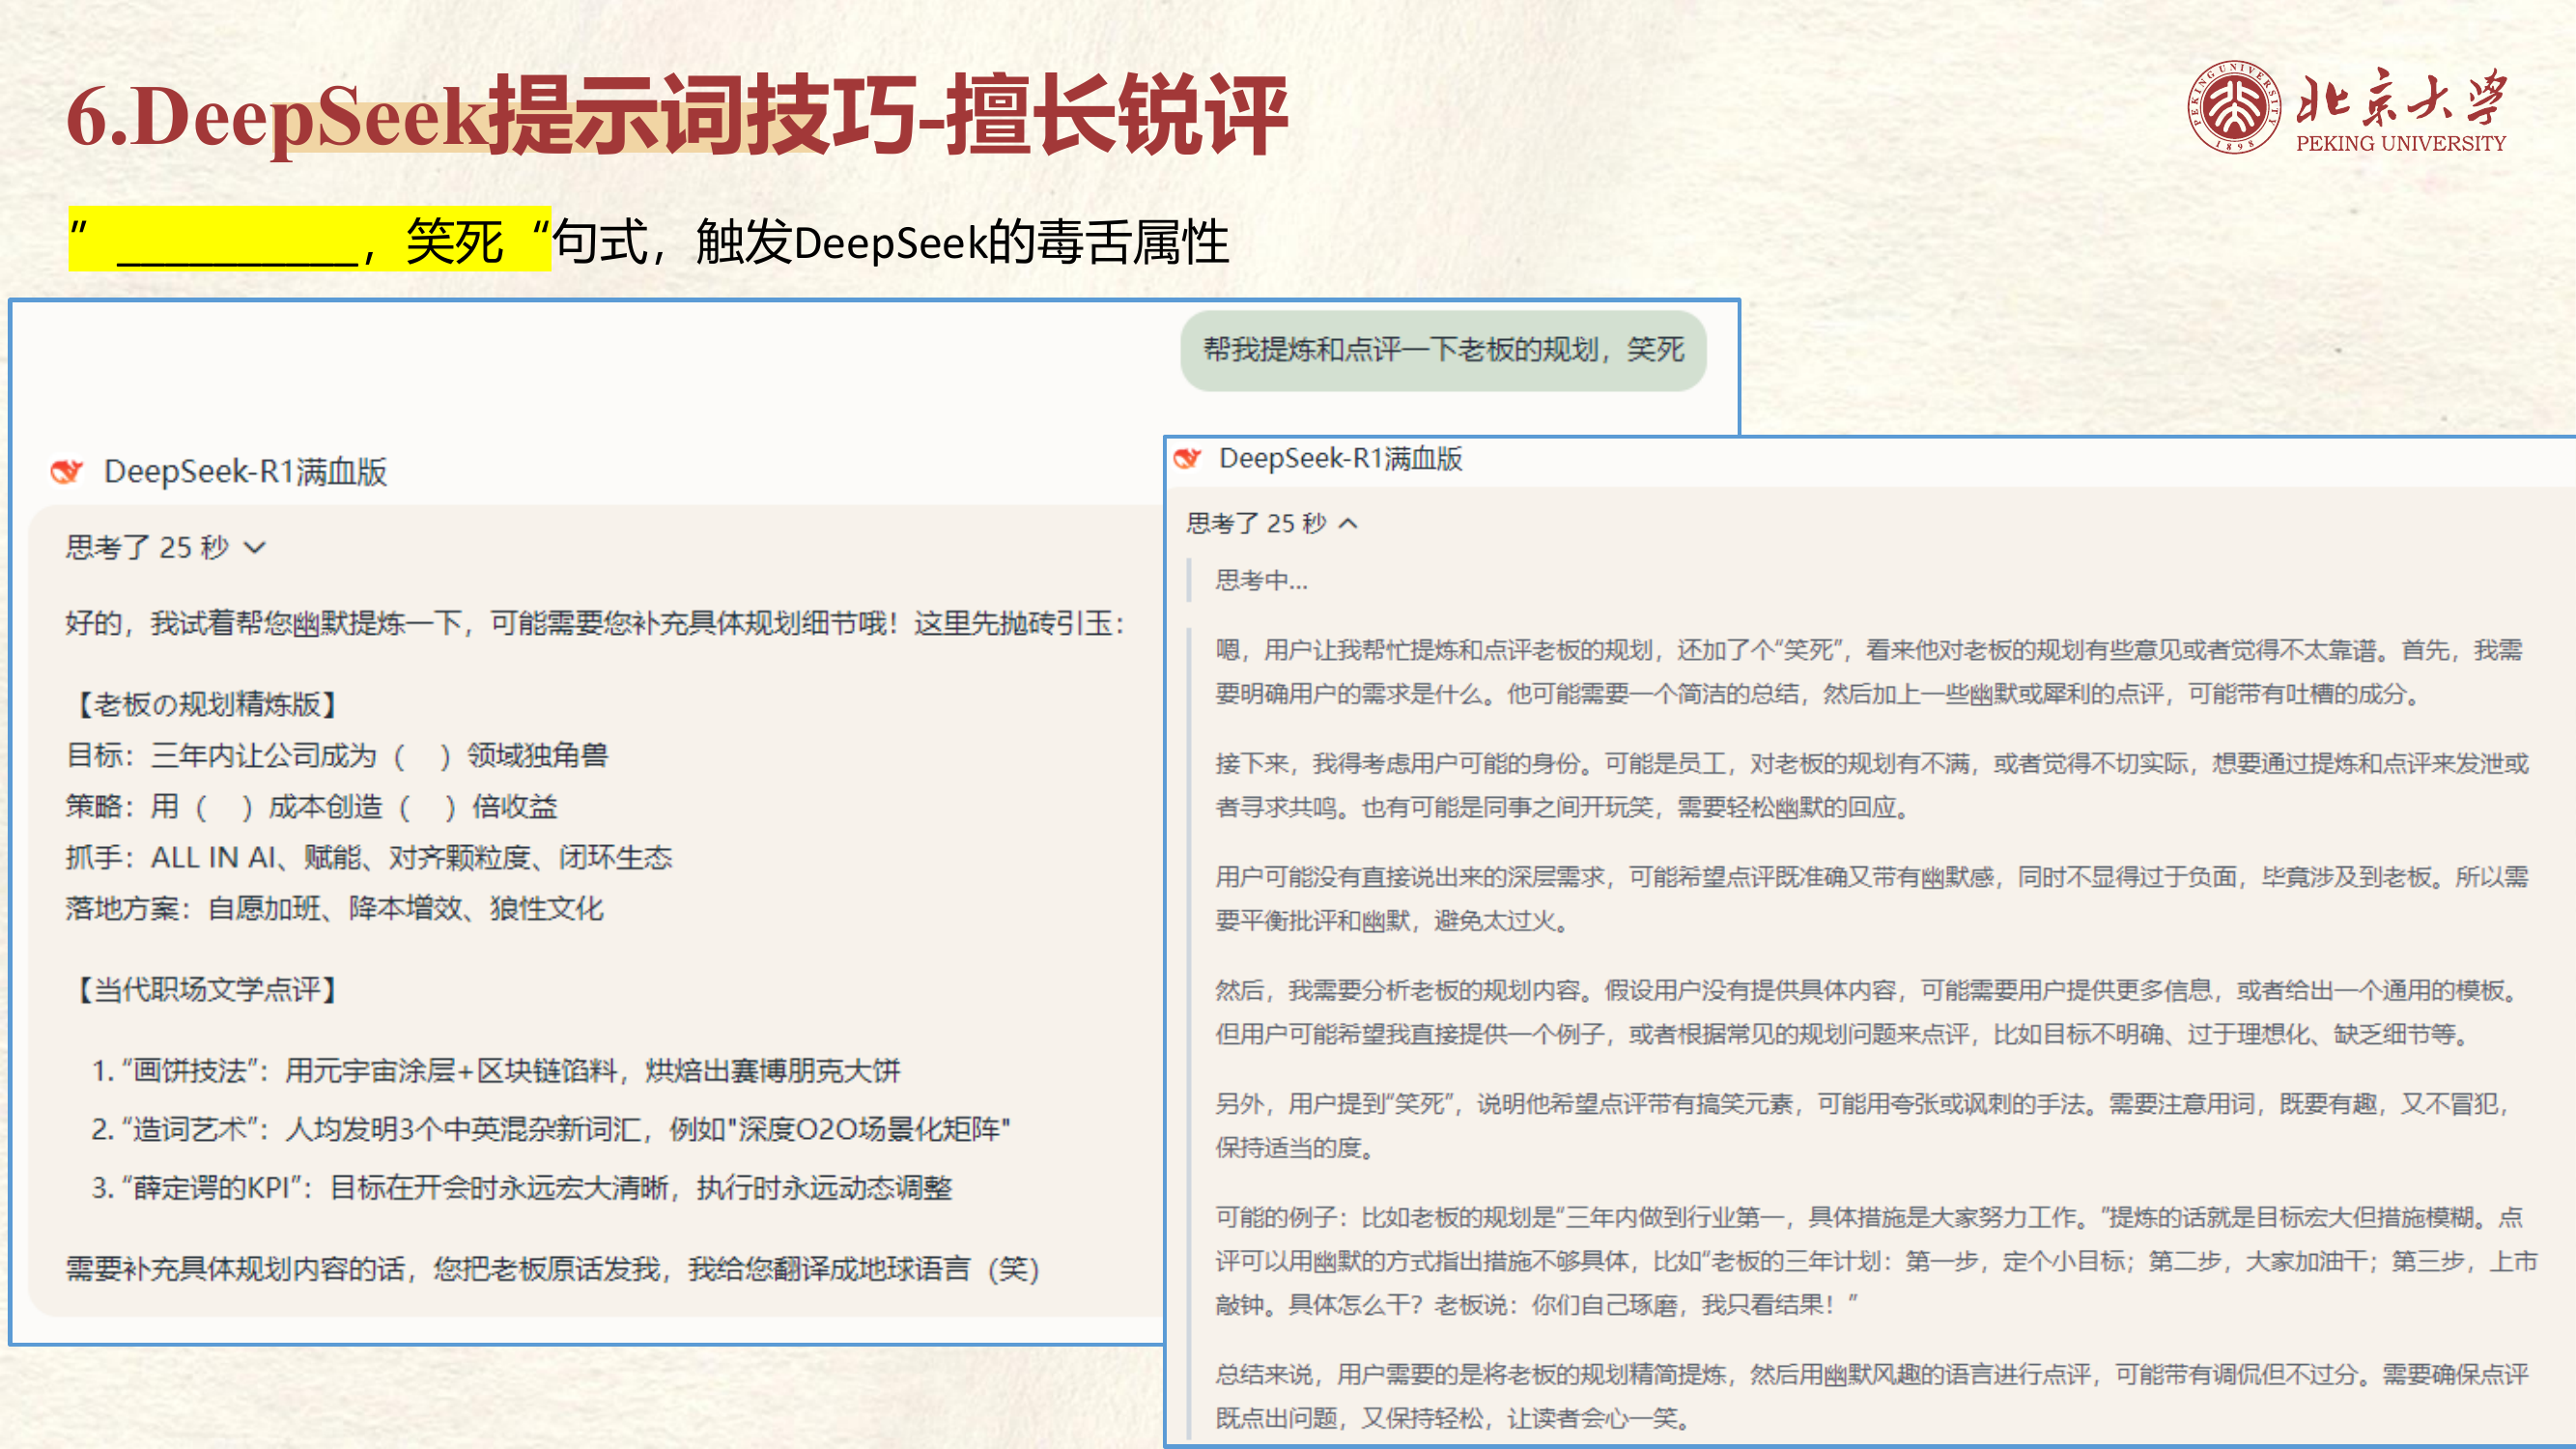 6.DeepSeek提示词技巧-擅长锐评
北京大学
PEKING UNIVERSITY
PEKING UNIVERSITY
1898
”__________，笑死“句式，触发DeepSeek的毒舌属性
帮我提炼和点评一下老板的规划，笑死
DeepSeek-R1满血版
思考了 25 秒
好的，我试着帮您幽默提炼一下，可能需要您补充具体规划细节哦！这里先抛砖引玉：
【老板の规划精炼版】
目标：三年内让公司成为（　）领域独角兽
策略：用（　）成本创造（　）倍收益
抓手：ALL IN AI、赋能、对齐颗粒度、闭环生态
落地方案：自愿加班、降本增效、狼性文化
【当代职场文学点评】
1. “画饼技法”：用元宇宙涂层+区块链馅料，烘焙出赛博朋克大饼
2. “造词艺术”：人均发明3个中英混杂新词汇，例如"深度O2O场景化矩阵"
3. “薛定谔的KPI”：目标在开会时永远宏大清晰，执行时永远动态调整
需要补充具体规划内容的话，您把老板原话发我，我给您翻译成地球语言（笑）
DeepSeek-R1满血版
思考了 25 秒
思考中...
嗯，用户让我帮忙提炼和点评老板的规划，还加了个“笑死”，看来他对老板的规划有些意见或者觉得不太靠谱。首先，我需
要明确用户的需求是什么。他可能需要一个简洁的总结，然后加上一些幽默或犀利的点评，可能带有吐槽的成分。
接下来，我得考虑用户可能的身份。可能是员工，对老板的规划有不满，或者觉得不切实际，想要通过提炼和点评来发泄或
者寻求共鸣。也有可能是同事之间开玩笑，需要轻松幽默的回应。
用户可能没有直接说出来的深层需求，可能希望点评既准确又带有幽默感，同时不显得过于负面，毕竟涉及到老板。所以需
要平衡批评和幽默，避免太过火。
然后，我需要分析老板的规划内容。假设用户没有提供具体内容，可能需要用户提供更多信息，或者给出一个通用的模板。
但用户可能希望我直接提供一个例子，或者根据常见的规划问题来点评，比如目标不明确、过于理想化、缺乏细节等。
另外，用户提到“笑死”，说明他希望点评带有搞笑元素，可能用夸张或讽刺的手法。需要注意用词，既要有趣，又不冒犯，
保持适当的度。
可能的例子：比如老板的规划是“三年内做到行业第一，具体措施是大家努力工作。”提炼的话就是目标宏大但措施模糊。点
评可以用幽默的方式指出措施不够具体，比如“老板的三年计划：第一步，定个小目标；第二步，大家加油干；第三步，上市
敲钟。具体怎么干？老板说：你们自己琢磨，我只看结果！”
总结来说，用户需要的是将老板的规划精简提炼，然后用幽默风趣的语言进行点评，可能带有调侃但不过分。需要确保点评
既点出问题，又保持轻松，让读者会心一笑。